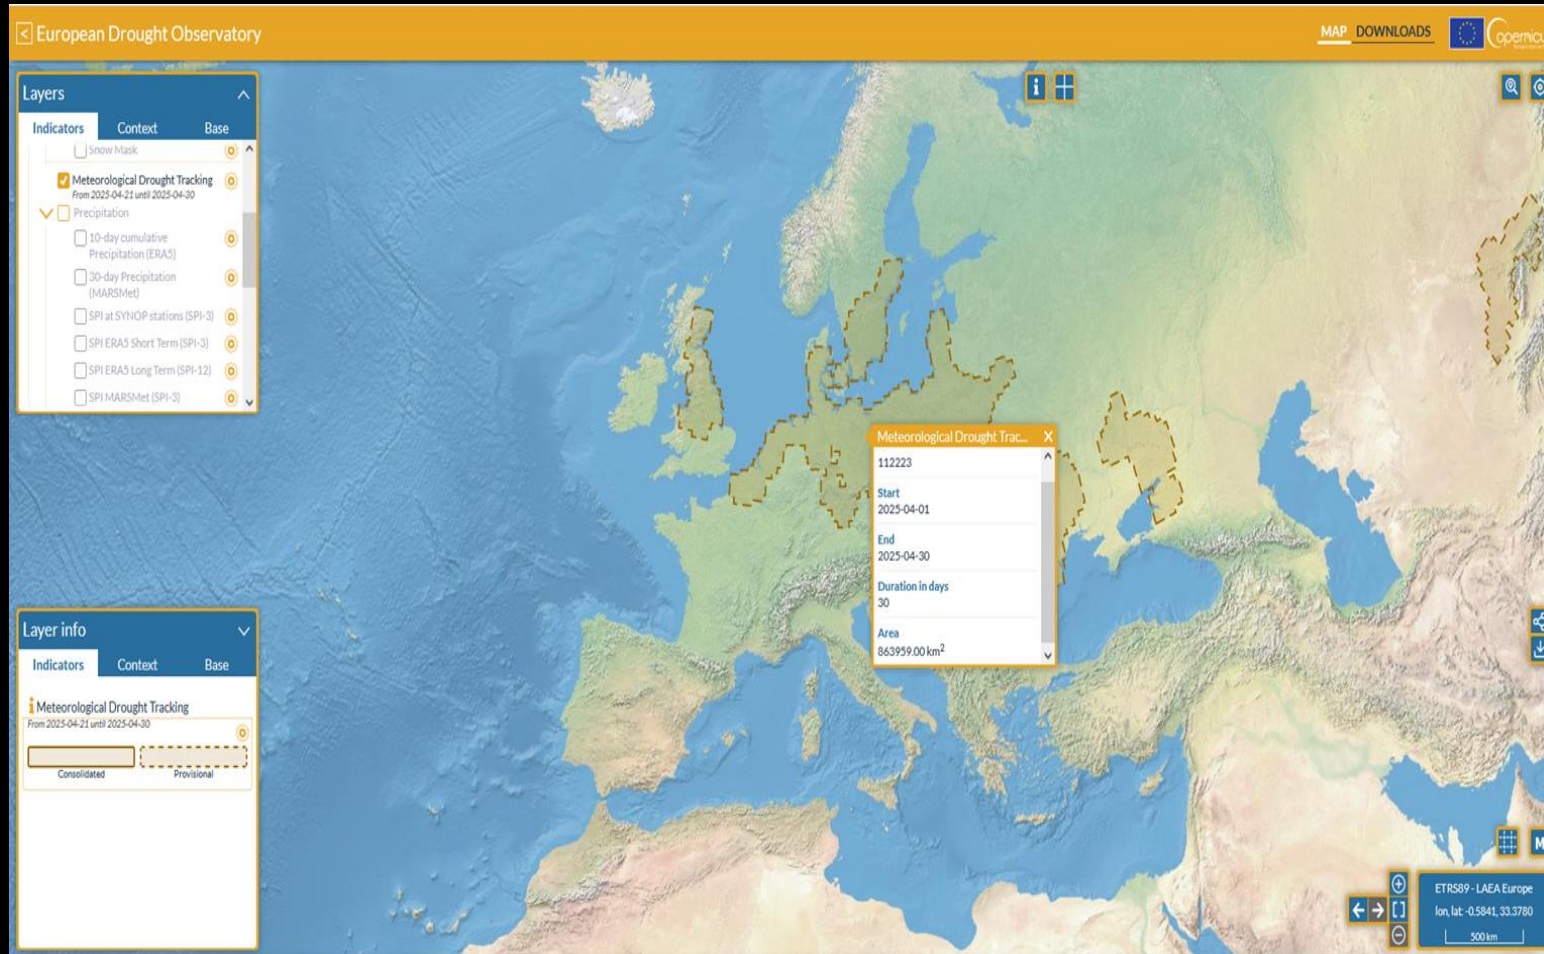 < European Drought Observatory
MAP DOWNLOADS
Layers
Indicators Context Base
Snow Mask
Meteorological Drought Tracking
From 2025-04-21 until 2025-04-30
Precipitation
10-day cumulative
Precipitation (ERA5)
30-day Precipitation
(MARSMet)
SPI at SYNOP stations (SPI-3)
SPI ERA5 Short Term (SPI-3)
SPI ERA5 Long Term (SPI-12)
SPI MARSMet (SPI-3)
Meteorological Drought Trac... X
112223
Start
2025-04-01
End
2025-04-30
Duration in days
30
Area
863959.00 km²
Layer info
Indicators Context Base
i Meteorological Drought Tracking
From 2025-04-21 until 2025-04-30
Consolidated Provisional
ETRS89 - LAEA Europe
lon, lat: -0.5841, 33.3780
500 km